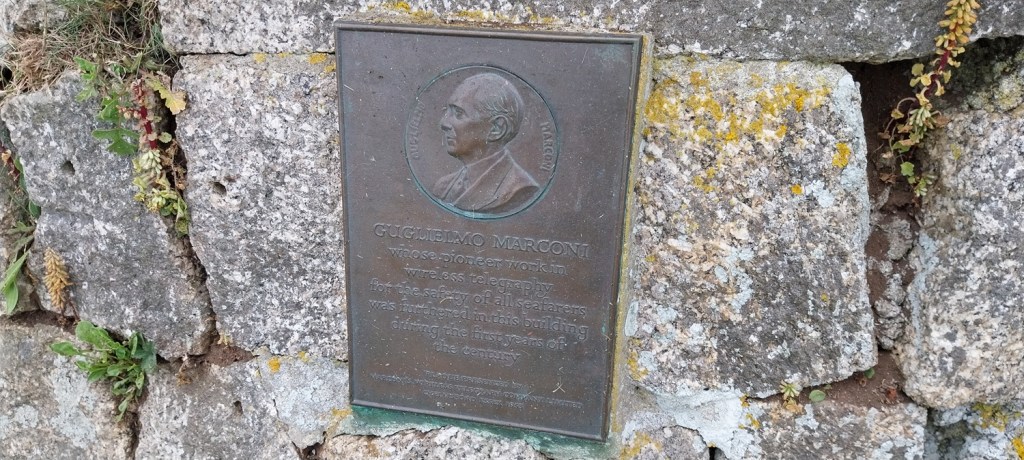 GUGLIELMO MARCONI
GUGLIELMO MARCONI
whose pioneer work in
wireless telegraphy
for the safety of all seafarers
was furthered in this building
during the first years of
the century